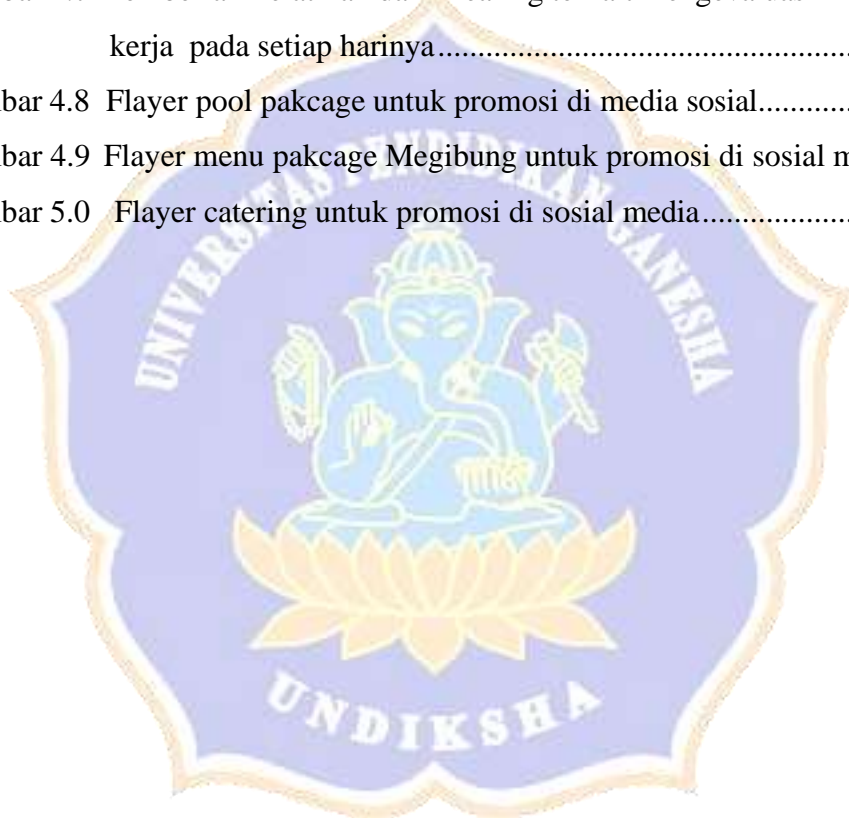 kerja pada setiap harinya..........................................................
bar 4.8 Flayer pool pakcage untuk promosi di media sosial............
bar 4.9 Flayer menu pakcage Megibung untuk promosi di sosial m
bar 5.0 Flayer catering untuk promosi di sosial media...................
UNIVERSITAS PENDIDIKAN GANESHA
UNDIKSHA